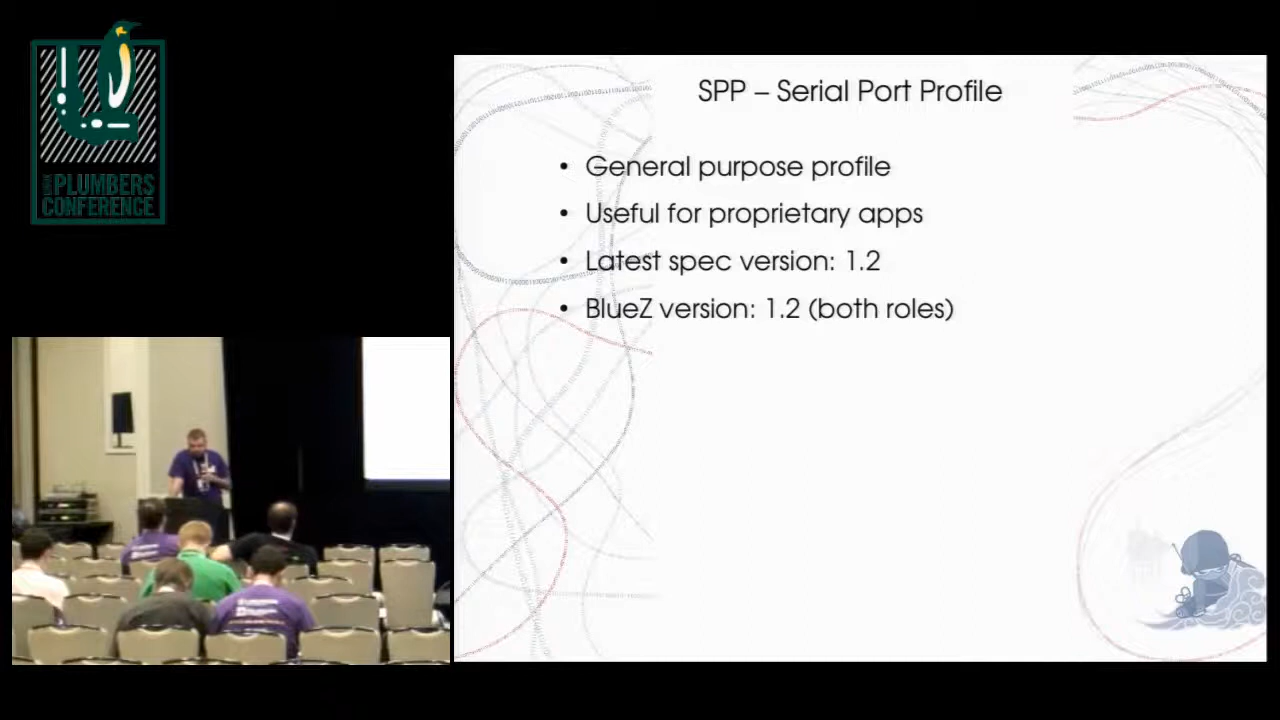 PLUMBERS
CONFERENCE
SPP – Serial Port Profile
• General purpose profile
• Useful for proprietary apps
• Latest spec version: 1.2
• BlueZ version: 1.2 (both roles)